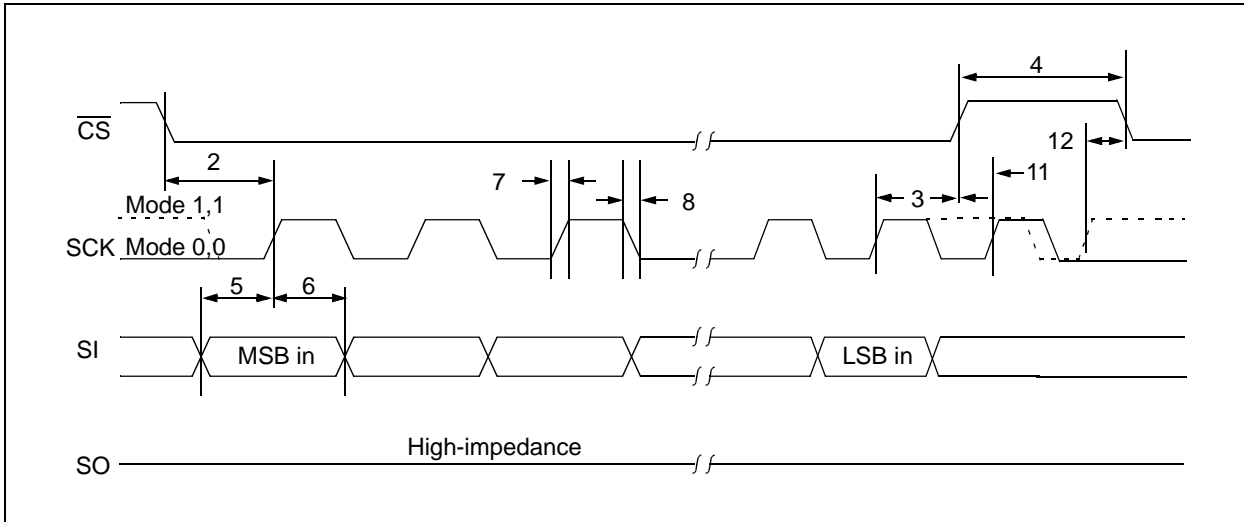 4
CS
12
2
11
7
3
8
Mode 1,1
SCK Mode 0,0
5
6
SI
MSB in
LSB in
High-impedance
SO